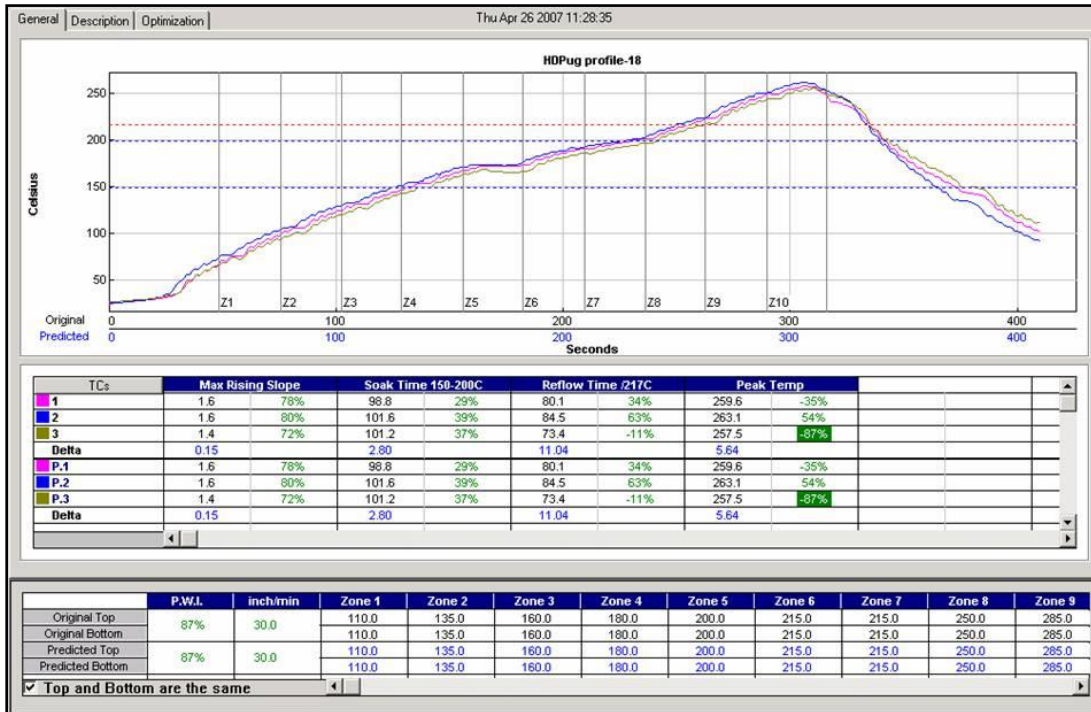 General Description Optimization Thu Apr 26 2007 11:28:35
HDPug profile-18
250
200
150
100
50
Celsius
Z1 Z2 Z3 Z4 Z5 Z6 Z7 Z8 Z9 Z10
Original 0 100 200 300 400
Predicted 0 100 200 300 400
Seconds
TCs Max Rising Slope Soak Time 150-200C Reflow Time /217C Peak Temp
1 1.6 78% 98.8 29% 80.1 34% 259.6 -35%
2 1.6 80% 101.6 39% 84.5 63% 263.1 54%
3 1.4 72% 101.2 37% 73.4 -11% 257.5 -87%
Delta 0.15 2.80 11.04 5.64
P.1 1.6 78% 98.8 29% 80.1 34% 259.6 -35%
P.2 1.6 80% 101.6 39% 84.5 63% 263.1 54%
P.3 1.4 72% 101.2 37% 73.4 -11% 257.5 -87%
Delta 0.15 2.80 11.04 5.64
P.W.I. inch/min Zone 1 Zone 2 Zone 3 Zone 4 Zone 5 Zone 6 Zone 7 Zone 8 Zone 9
Original Top 87% 30.0 110.0 135.0 160.0 180.0 200.0 215.0 215.0 250.0 285.0
Original Bottom 110.0 135.0 160.0 180.0 200.0 215.0 215.0 250.0 285.0
Predicted Top 87% 30.0 110.0 135.0 160.0 180.0 200.0 215.0 215.0 250.0 285.0
Predicted Bottom 110.0 135.0 160.0 180.0 200.0 215.0 215.0 250.0 285.0
Top and Bottom are the same